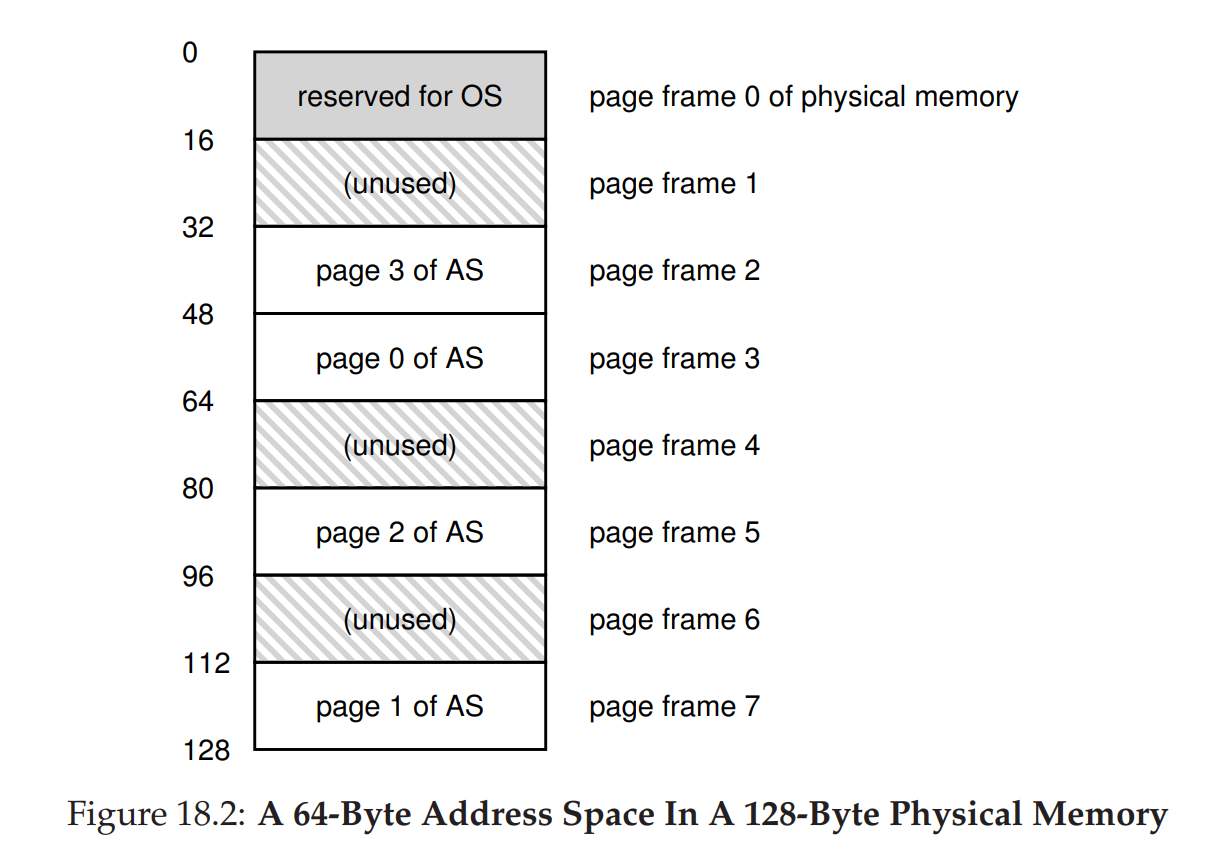 0
reserved for OS page frame 0 of physical memory
16
(unused) page frame 1
32
page 3 of AS page frame 2
48
page 0 of AS page frame 3
64
(unused) page frame 4
80
page 2 of AS page frame 5
96
(unused) page frame 6
112
page 1 of AS page frame 7
128
Figure 18.2: A 64-Byte Address Space In A 128-Byte Physical Memory